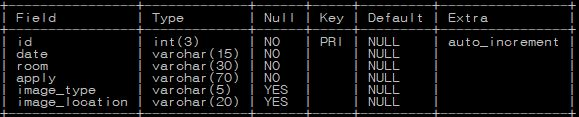 Field | Type | Null | Key | Default | Extra
id | int(3) | NO | PRI | NULL | auto_increment
date | varchar(15) | NO | | NULL |
room | varchar(30) | NO | | NULL |
apply | varchar(70) | NO | | NULL |
image_type | varchar(5) | YES | | NULL |
image_location | varchar(20) | YES | | NULL |